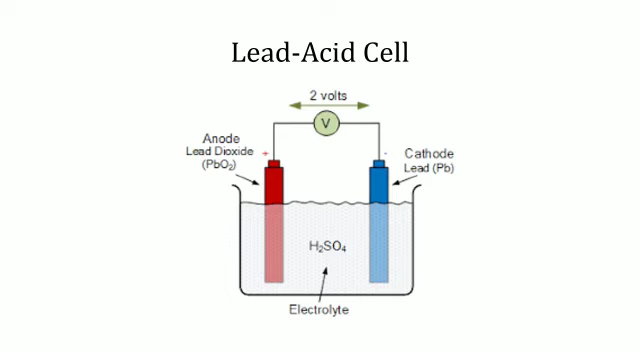 Lead-Acid Cell
2 volts
V
Anode
Lead Dioxide
(PbO₂)
+
-
Cathode
Lead (Pb)
H₂SO₄
Electrolyte